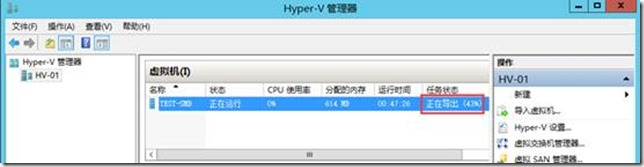 Hyper-V 管理器
文件(F) 操作(A) 查看(V) 帮助(H)
Hyper-V 管理器
HV-01
虚拟机(I)
名称 状态 CPU 使用率 分配的内存 运行时间 任务状态
TEST-SMB 正在运行 0% 614 MB 00:47:26 正在导出 (43%)
操作
HV-01
新建
导入虚拟机...
Hyper-V 设置...
虚拟交换机管理器...
虚拟 SAN 管理器...